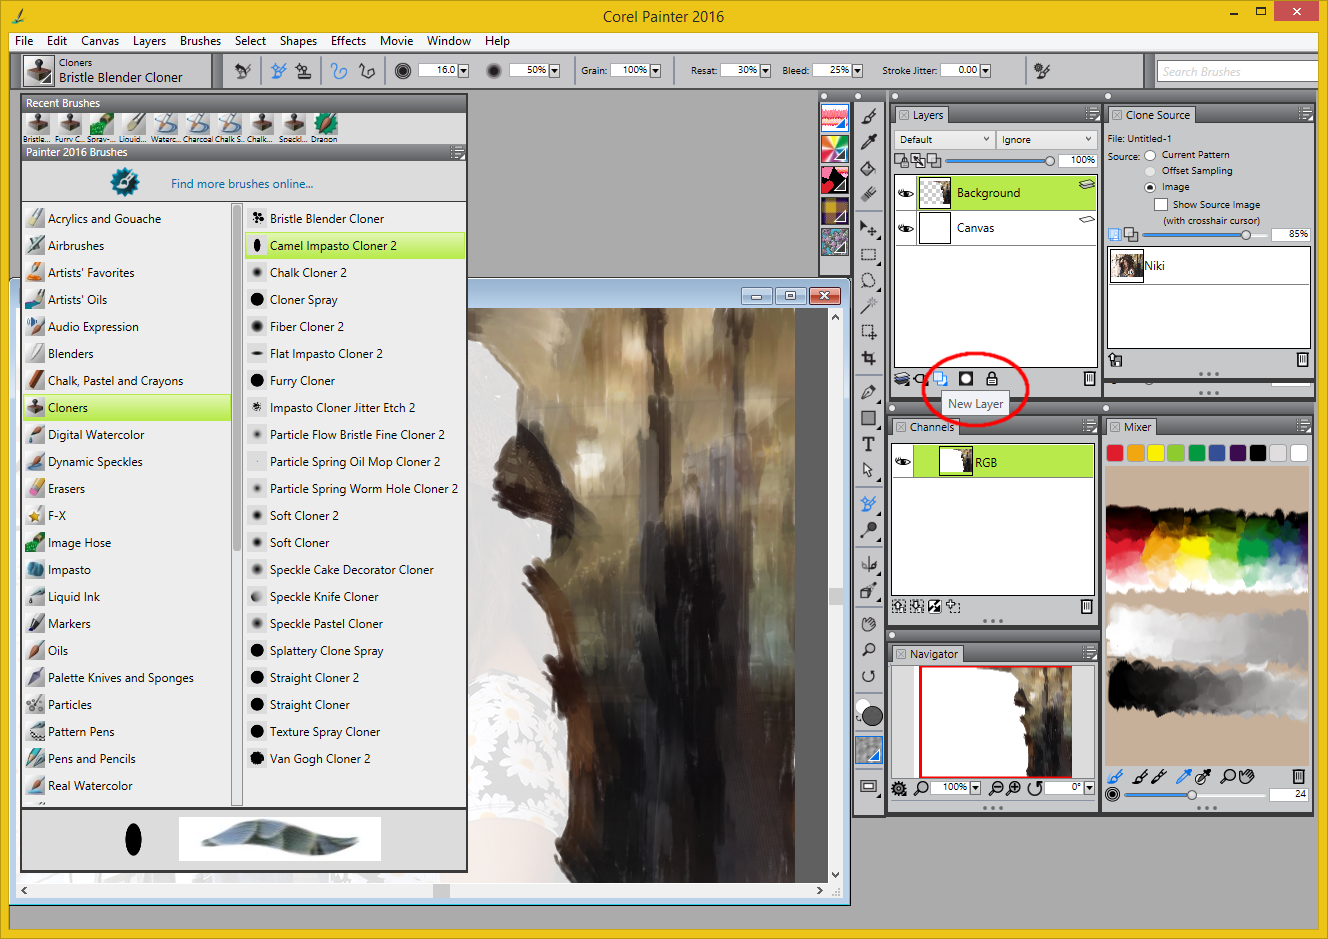 Corel Painter 2016
File Edit Canvas Layers Brushes Select Shapes Effects Movie Window Help
Cloners
Bristle Blender Cloner
16.0 50% Grain: 100% Resat: 30% Bleed: 25% Stroke Jitter: 0.00 Search Brushes
Recent Brushes
Bristle... Furry C... Spray-... Liquid... Waterc... Charcoal Chalk S... Chalk... Speckl... Dragon
Painter 2016 Brushes
Find more brushes online...
Acrylics and Gouache
Airbrushes
Artists' Favorites
Artists' Oils
Audio Expression
Blenders
Chalk, Pastel and Crayons
Cloners
Digital Watercolor
Dynamic Speckles
Erasers
F-X
Image Hose
Impasto
Liquid Ink
Markers
Oils
Palette Knives and Sponges
Particles
Pattern Pens
Pens and Pencils
Real Watercolor
Bristle Blender Cloner
Camel Impasto Cloner 2
Chalk Cloner 2
Cloner Spray
Fiber Cloner 2
Flat Impasto Cloner 2
Furry Cloner
Impasto Cloner Jitter Etch 2
Particle Flow Bristle Fine Cloner 2
Particle Spring Oil Mop Cloner 2
Particle Spring Worm Hole Cloner 2
Soft Cloner 2
Soft Cloner
Speckle Cake Decorator Cloner
Speckle Knife Cloner
Speckle Pastel Cloner
Splattery Clone Spray
Straight Cloner 2
Straight Cloner
Texture Spray Cloner
Van Gogh Cloner 2
T
Layers
Default Ignore
100%
Background
Canvas
New Layer
Clone Source
File: Untitled-1
Source: Current Pattern
Offset Sampling
Image
Show Source Image
(with crosshair cursor)
85%
Niki
Channels
RGB
Navigator
100% 0°
Mixer
24